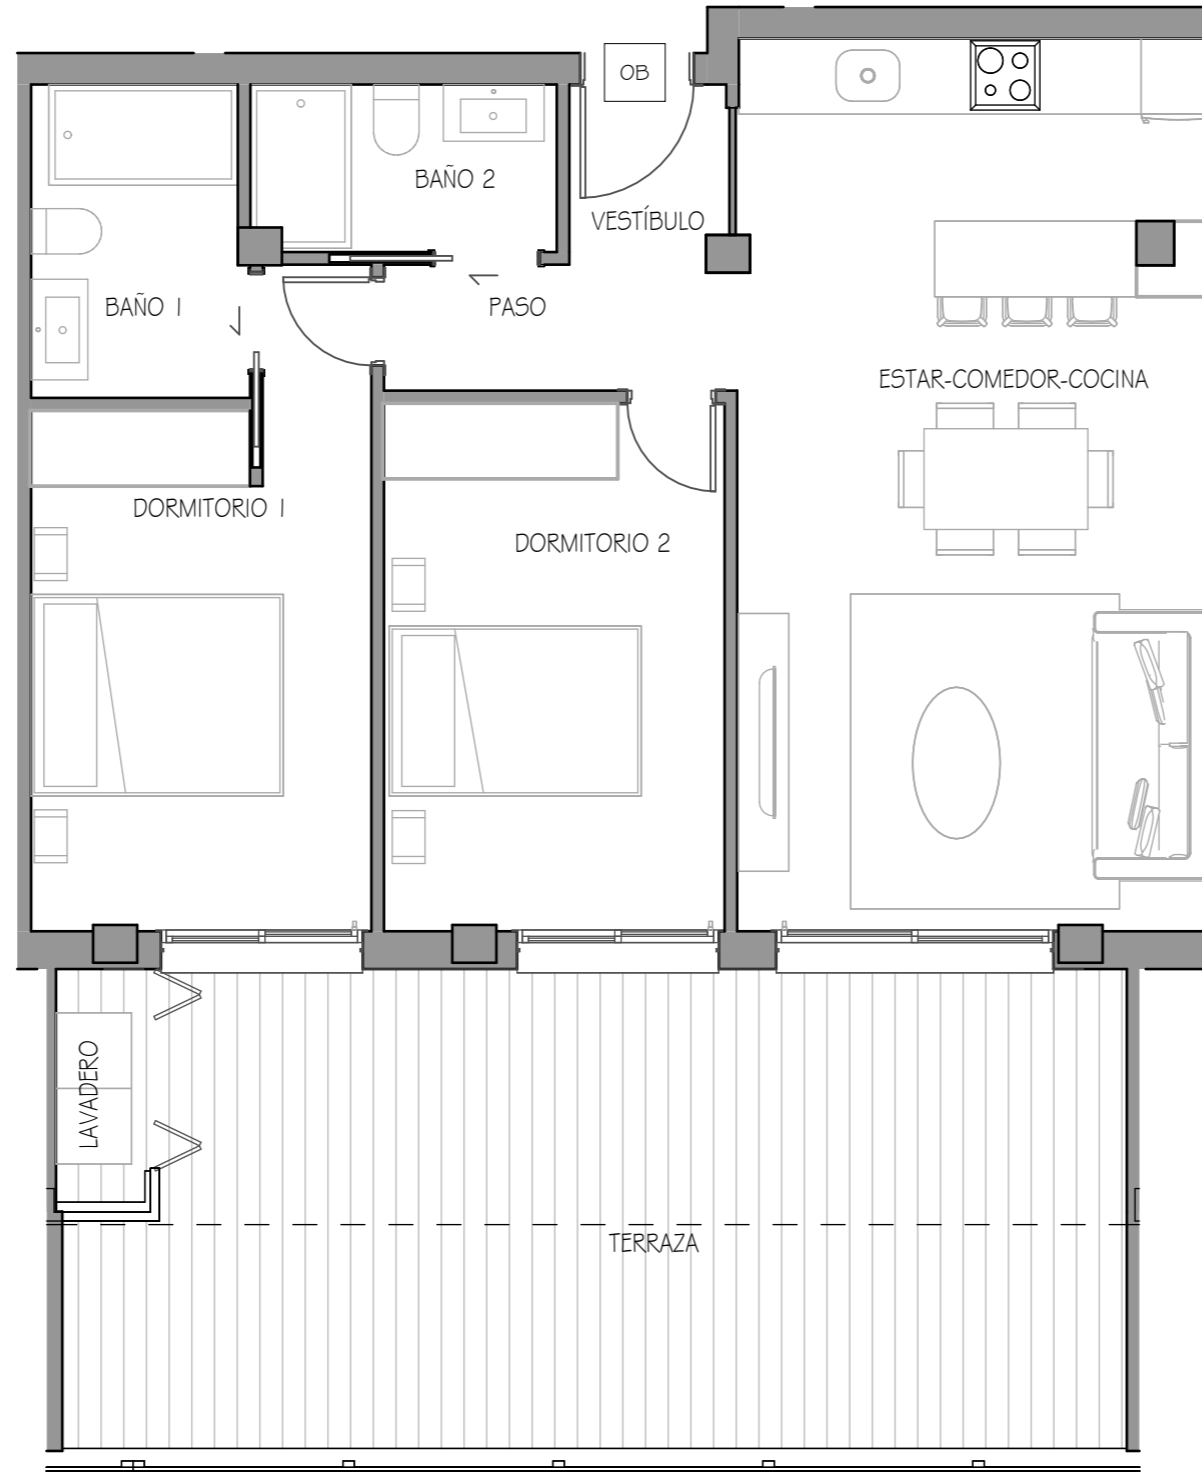 OB
BAÑO 2
VESTÍBULO
BAÑO 1
PASO
ESTAR-COMEDOR-COCINA
DORMITORIO 1
DORMITORIO 2
LAVADERO
TERRAZA